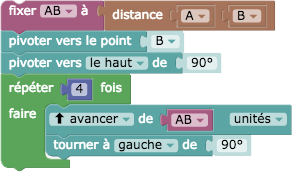 fixer AB à distance A B
pivoter vers le point B
pivoter vers le haut de 90°
répéter 4 fois
faire avancer de AB unités
tourner à gauche de 90°